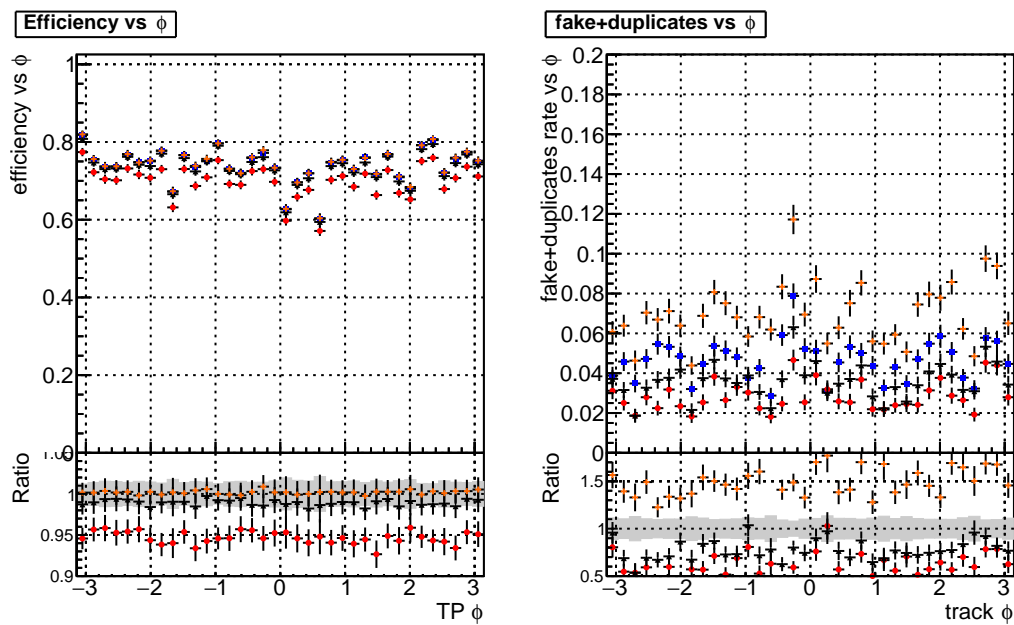 Efficiency vs ϕ
efficiency vs ϕ
1
0.8
0.6
0.4
0.2
0
Ratio
1.05
1
0.95
0.9
−3 −2 −1 0 1 2 3
TP ϕ
fake+duplicates vs ϕ
fake+duplicates rate vs ϕ
0.2
0.18
0.16
0.14
0.12
0.1
0.08
0.06
0.04
0.02
0
Ratio
1.5
1
0.5
−3 −2 −1 0 1 2 3
track ϕ